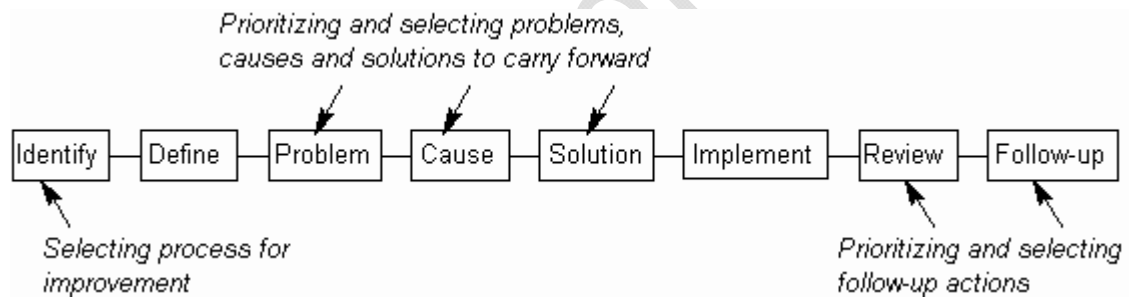 Prioritizing and selecting problems,
causes and solutions to carry forward
Identify Define Problem Cause Solution Implement Review Follow-up
Selecting process for
improvement
Prioritizing and selecting
follow-up actions